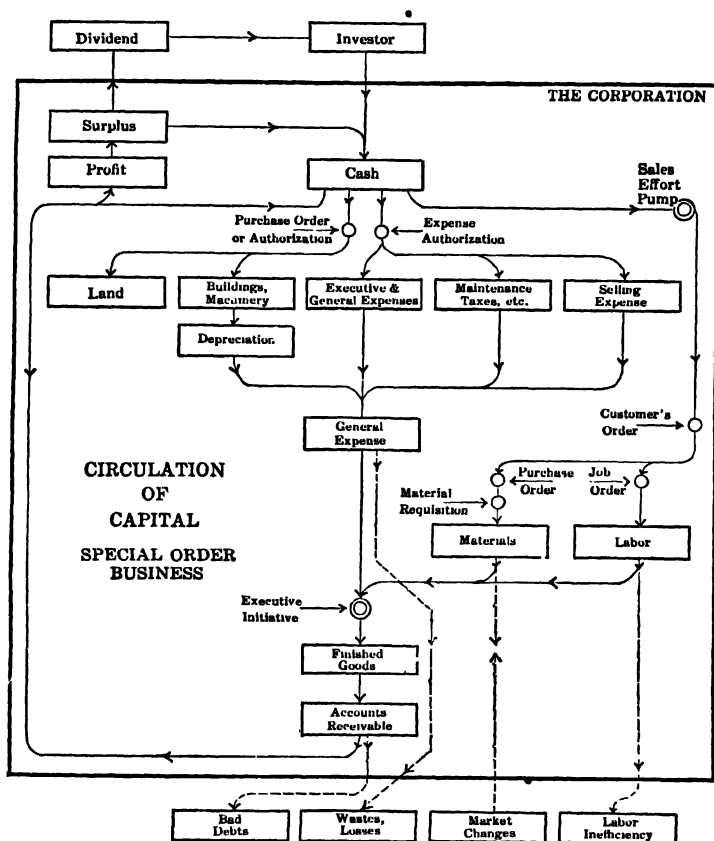 Dividend
Investor
THE CORPORATION
Surplus
Profit
Cash
Sales
Effort
Pump
Purchase Order
or Authorization
Expense
Authorization
Land
Buildings,
Machinery
Executive &
General Expenses
Maintenance
Taxes, etc.
Selling
Expense
Depreciation
Customer's
Order
General
Expense
CIRCULATION
OF
CAPITAL
SPECIAL ORDER
BUSINESS
Purchase
Order
Job
Order
Material
Requisition
Materials
Labor
Executive
Initiative
Finished
Goods
Accounts
Receivable
Bad
Debts
Wastes,
Losses
Market
Changes
Labor
Inefficiency